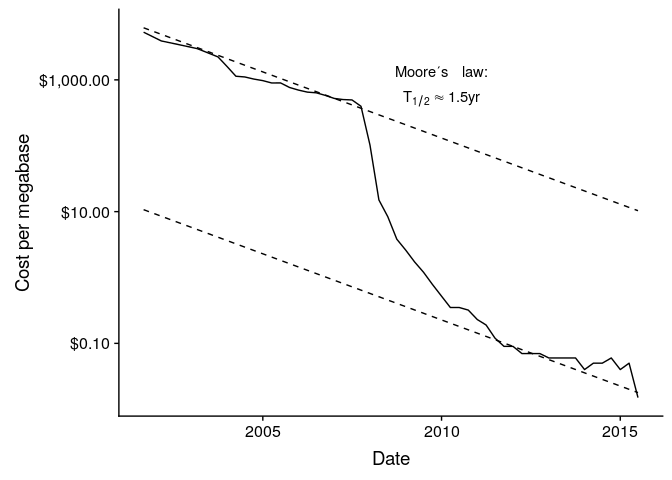 Moore´s law:
T1/2 ≈ 1.5yr
$1,000.00
$10.00
$0.10
Cost per megabase
2005 2010 2015
Date